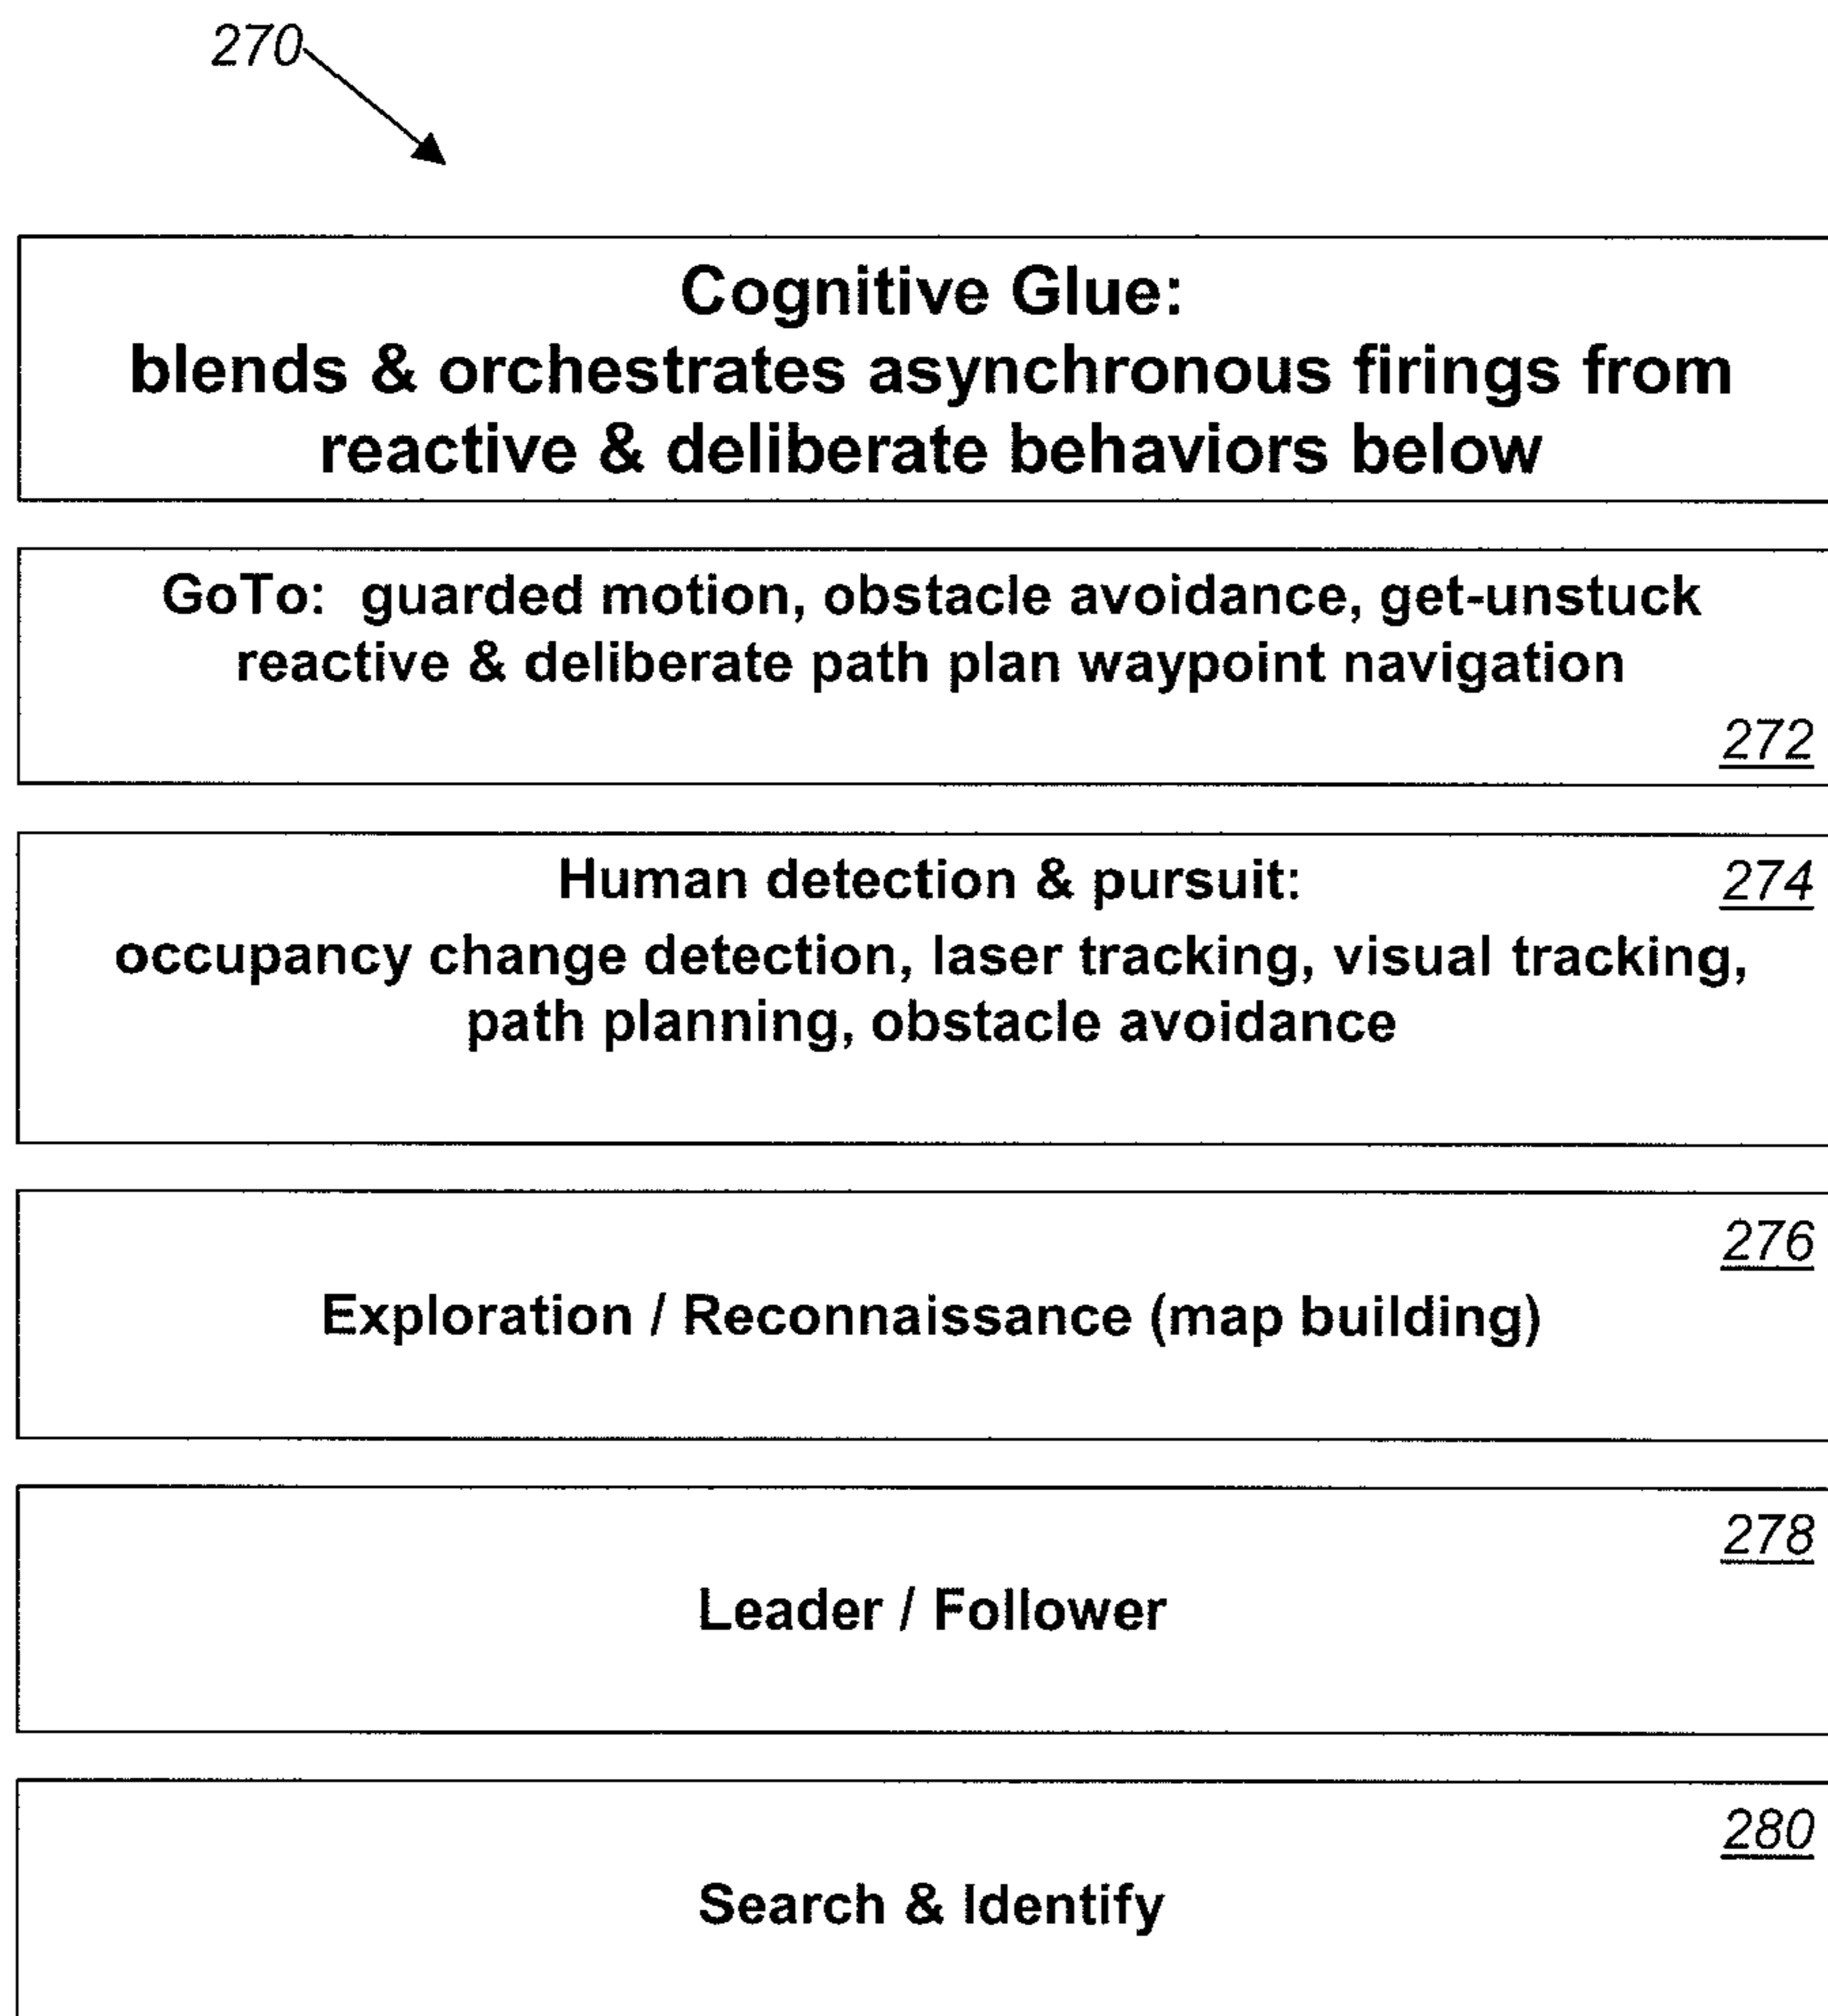 270
Cognitive Glue:
blends & orchestrates asynchronous firings from
reactive & deliberate behaviors below
GoTo: guarded motion, obstacle avoidance, get-unstuck
reactive & deliberate path plan waypoint navigation
272
Human detection & pursuit:
274
occupancy change detection, laser tracking, visual tracking,
path planning, obstacle avoidance
276
Exploration / Reconnaissance (map building)
278
Leader / Follower
280
Search & Identify